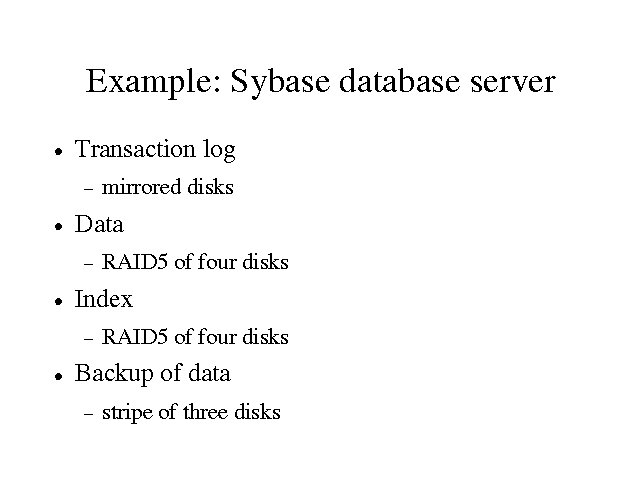 Example: Sybase database server
• Transaction log
– mirrored disks
• Data
– RAID5 of four disks
• Index
– RAID5 of four disks
• Backup of data
– stripe of three disks